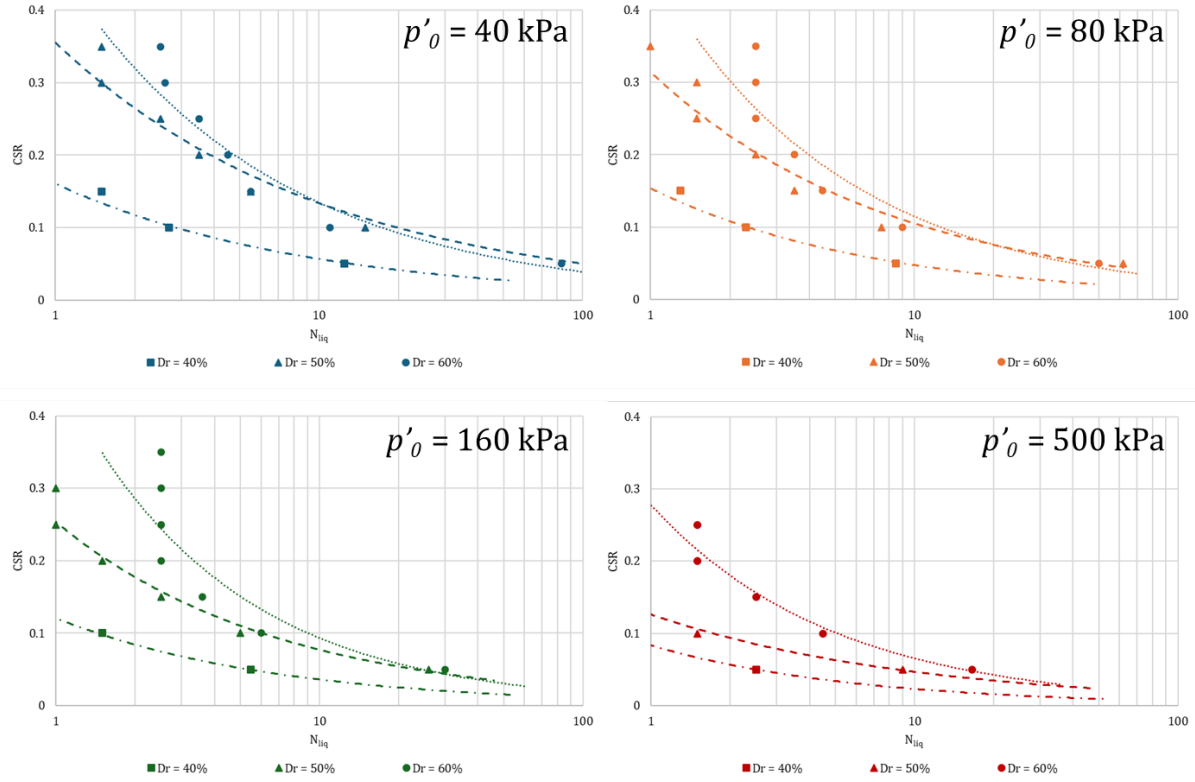 p'0 = 40 kPa
0.4
0.3
0.2
0.1
0
CSR
1
10
100
Nliq
Dr = 40%
Dr = 50%
Dr = 60%
p'0 = 80 kPa
0.4
0.3
0.2
0.1
0
CSR
1
10
100
Nliq
Dr = 40%
Dr = 50%
Dr = 60%
p'0 = 160 kPa
0.4
0.3
0.2
0.1
0
CSR
1
10
100
Nliq
Dr = 40%
Dr = 50%
Dr = 60%
p'0 = 500 kPa
0.4
0.3
0.2
0.1
0
CSR
1
10
100
Nliq
Dr = 40%
Dr = 50%
Dr = 60%